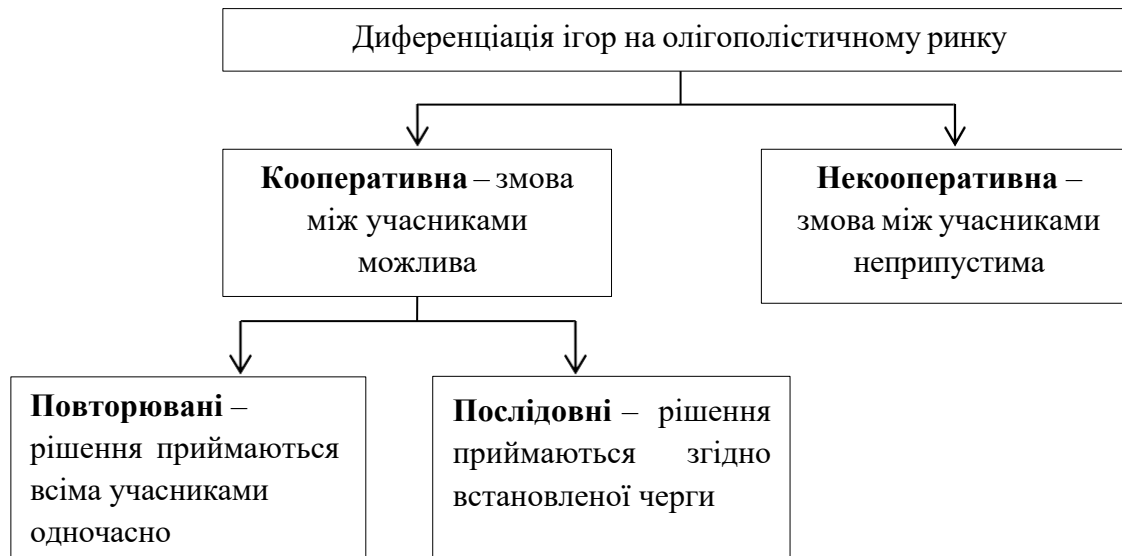 Диференціація ігор на олігополістичному ринку
Кооперативна – змова
між учасниками
можлива
Некооперативна –
змова між учасниками
неприпустима
Повторювані –
рішення приймаються
всіма учасниками
одночасно
Послідовні – рішення
приймаються згідно
встановленої черги